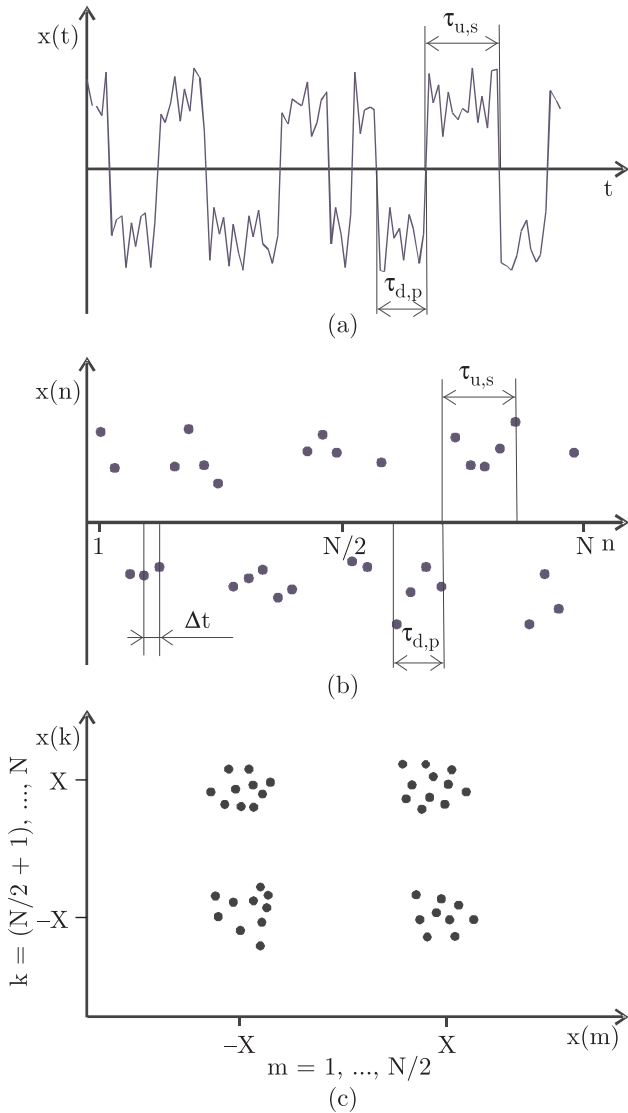 x(t)
τu,s
t
τd,p
(a)
x(n)
τu,s
1
N/2
N n
Δt
τd,p
(b)
x(k)
k = (N/2 + 1), ..., N
X
–X
–X
X
x(m)
m = 1, ..., N/2
(c)